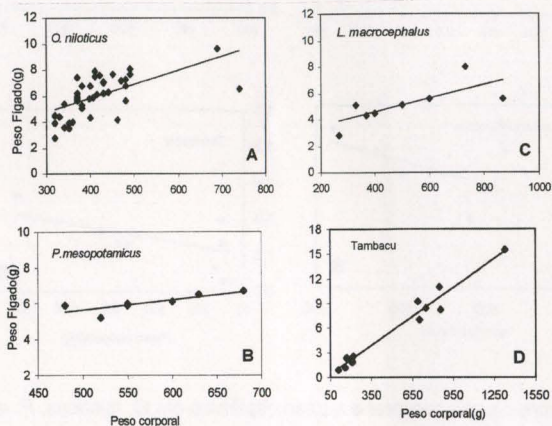 O. niloticus
Peso Fígado(g)
12
10
8
6
4
2
0
300 400 500 600 700 800
A
L. macrocephalus
12
10
8
6
4
2
0
200 400 600 800 1000
C
P.mesopotamicus
Peso Fígado(g)
10
8
6
4
2
450 500 550 600 650 700
B
Peso corporal
Tambacu
18
15
12
9
6
3
0
50 350 650 950 1250 1550
D
Peso corporal(g)